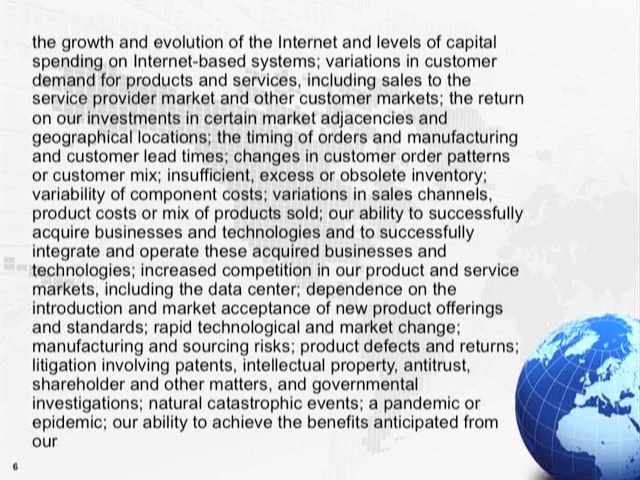 the growth and evolution of the Internet and levels of capital
spending on Internet-based systems; variations in customer
demand for products and services, including sales to the
service provider market and other customer markets; the return
on our investments in certain market adjacencies and
geographical locations; the timing of orders and manufacturing
and customer lead times; changes in customer order patterns
or customer mix; insufficient, excess or obsolete inventory;
variability of component costs; variations in sales channels,
product costs or mix of products sold; our ability to successfully
acquire businesses and technologies and to successfully
integrate and operate these acquired businesses and
technologies; increased competition in our product and service
markets, including the data center; dependence on the
introduction and market acceptance of new product offerings
and standards; rapid technological and market change;
manufacturing and sourcing risks; product defects and returns;
litigation involving patents, intellectual property, antitrust,
shareholder and other matters, and governmental
investigations; natural catastrophic events; a pandemic or
epidemic; our ability to achieve the benefits anticipated from
our
6